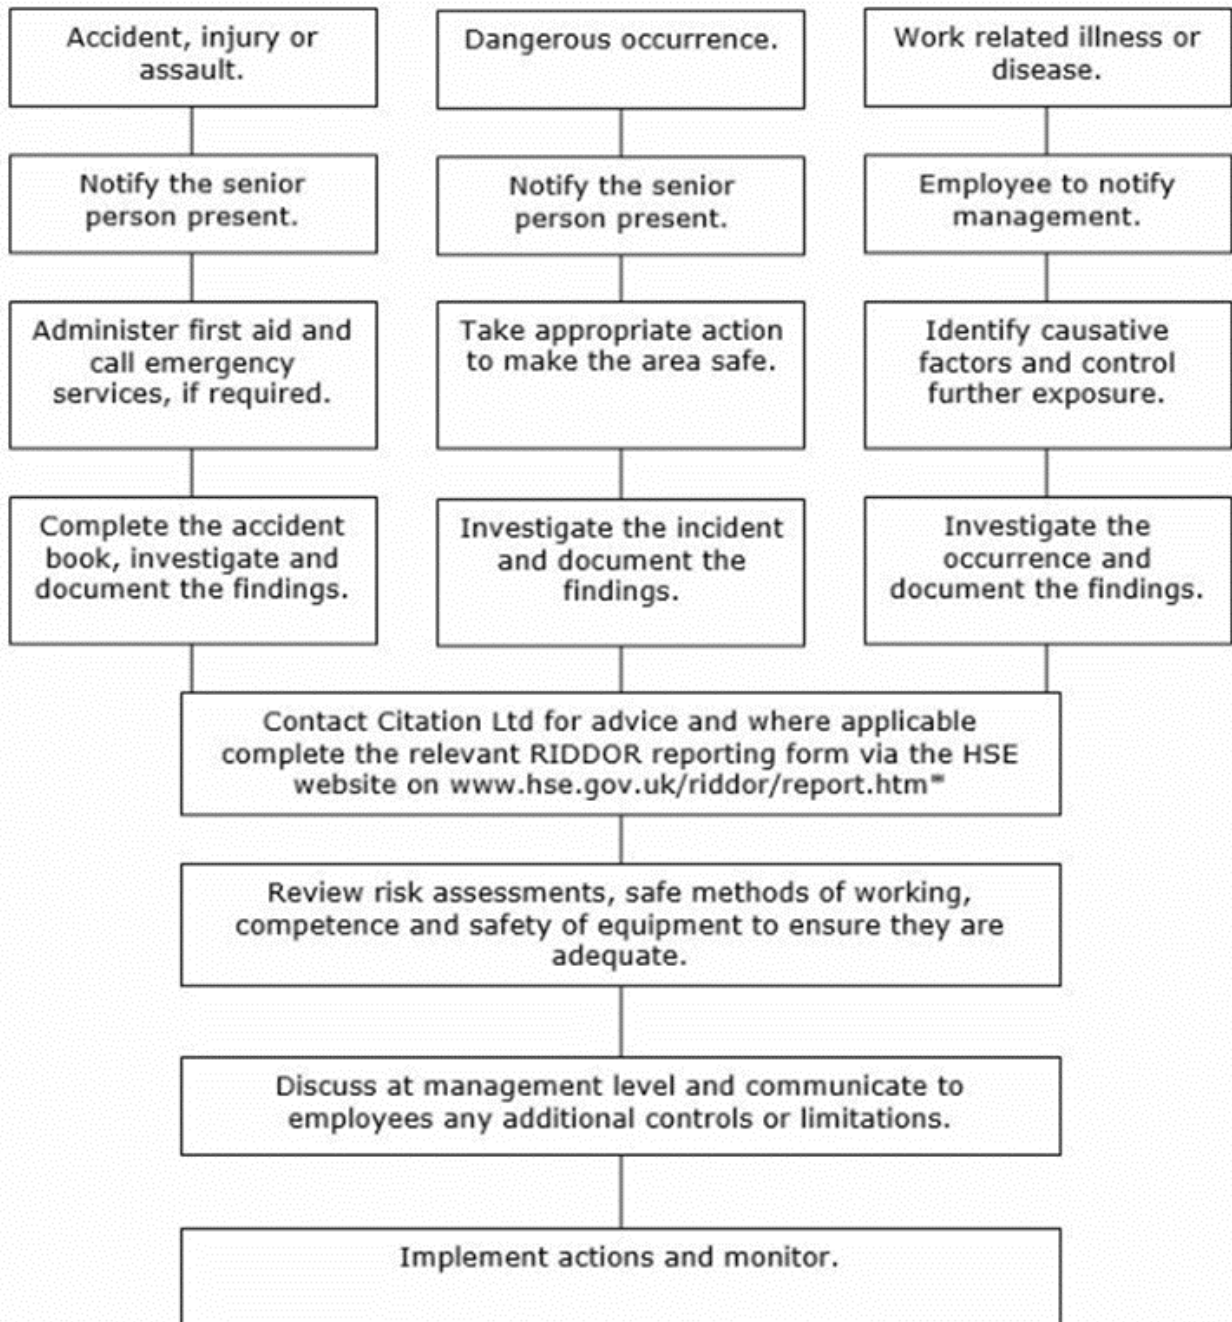 Accident, injury or
assault.
Dangerous occurrence.
Work related illness or
disease.
Notify the senior
person present.
Notify the senior
person present.
Employee to notify
management.
Administer first aid and
call emergency
services, if required.
Take appropriate action
to make the area safe.
Identify causative
factors and control
further exposure.
Complete the accident
book, investigate and
document the findings.
Investigate the incident
and document the
findings.
Investigate the
occurrence and
document the findings.
Contact Citation Ltd for advice and where applicable
complete the relevant RIDDOR reporting form via the HSE
website on www.hse.gov.uk/riddor/report.htm*
Review risk assessments, safe methods of working,
competence and safety of equipment to ensure they are
adequate.
Discuss at management level and communicate to
employees any additional controls or limitations.
Implement actions and monitor.